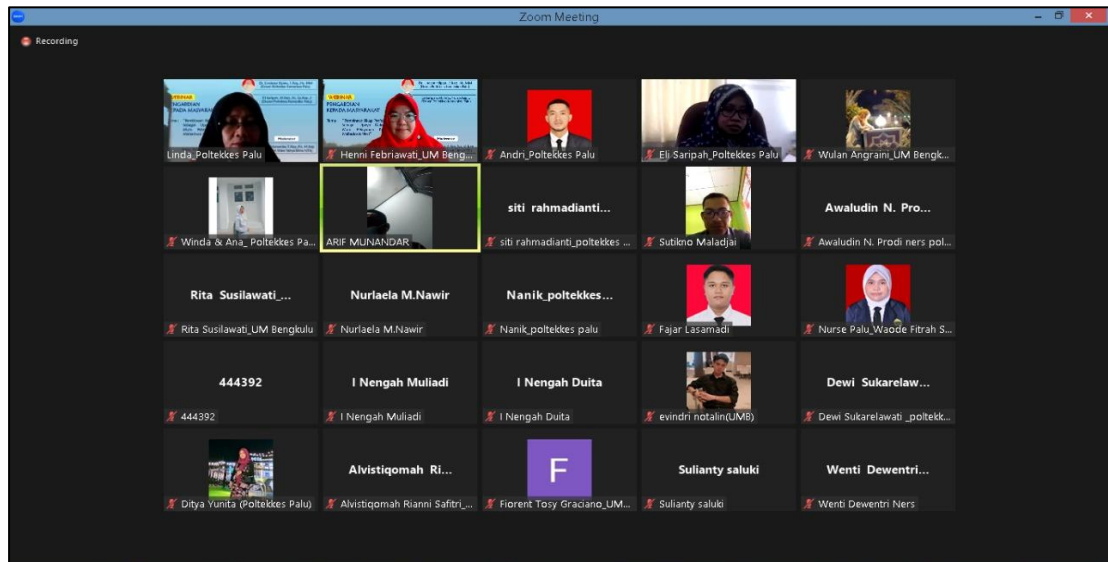 Zoom Meeting
Recording
WEBINAR
PENGABDIAN
KEPADA MASYARAKAT
Linda_Poltekkes Palu
Henni Febriawati_UM Beng...
Andri_Poltekkes Palu
Eli Saripah_Poltekkes Palu
Wulan Angraini_UM Bengk...
siti rahmadianti...
Awaludin N. Pro...
Winda & Ana_ Poltekkes Pa...
ARIF MUNANDAR
siti rahmadianti_poltekkes ...
Sutikno Maladjai
Awaludin N. Prodi ners pol...
Rita Susilawati_...
Nurlaela M.Nawir
Nanik_poltekkes...
Rita Susilawati_UM Bengkulu
Nurlaela M.Nawir
Nanik_poltekkes palu
Fajar Lasamadi
Nurse Palu_Waode Fitrah S...
444392
I Nengah Muliadi
I Nengah Duita
Dewi Sukarelaw...
444392
I Nengah Muliadi
I Nengah Duita
evindri notalin(UMB)
Dewi Sukarelawati _poltekk...
Alvistiqomah Ri...
F
Sulianty saluki
Wenti Dewentri...
Ditya Yunita (Poltekkes Palu)
Alvistiqomah Rianni Safitri_...
Fiorent Tosy Graciano_UM...
Sulianty saluki
Wenti Dewentri Ners